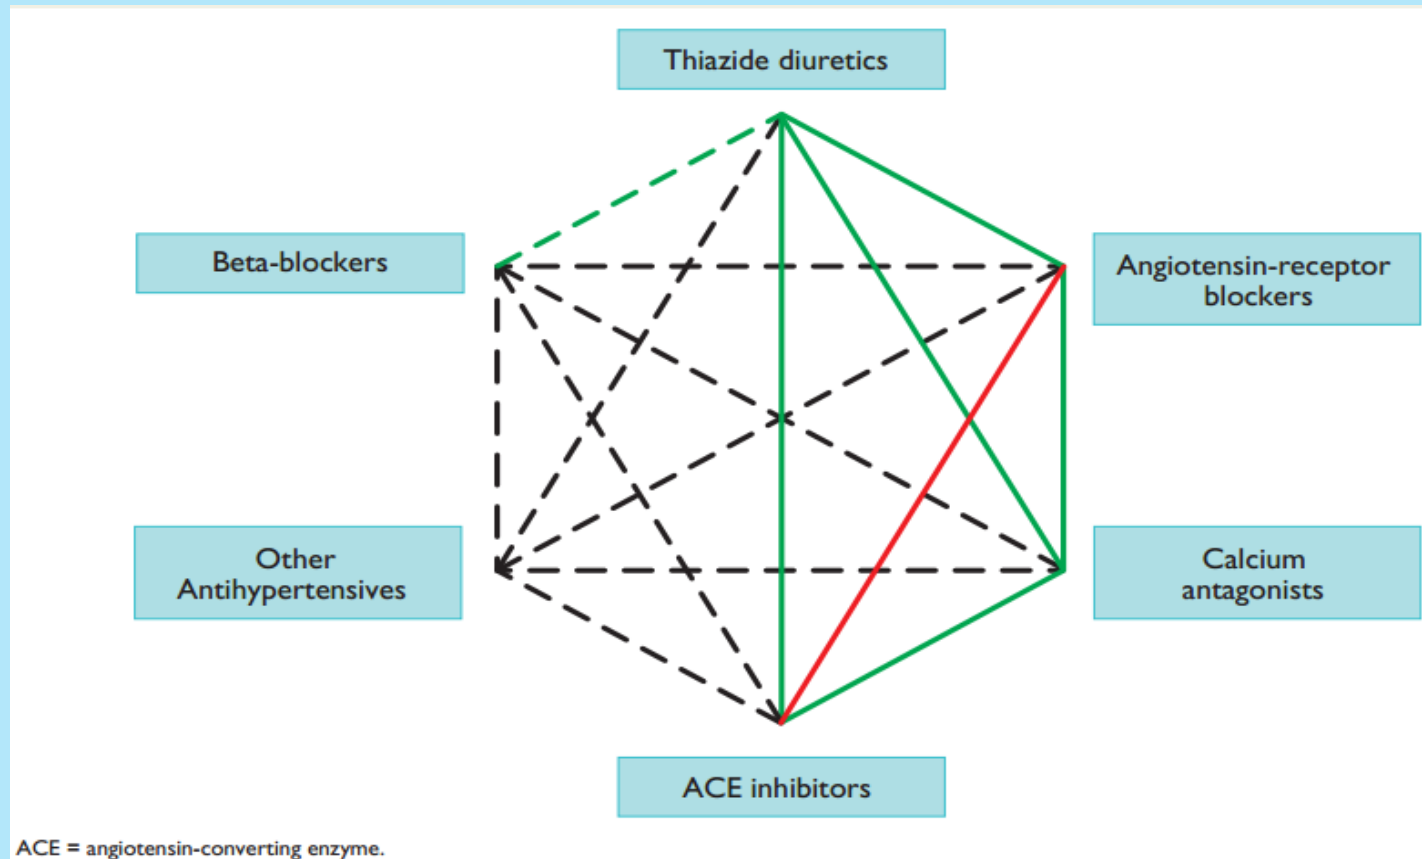 Thiazide diuretics
Beta-blockers
Angiotensin-receptor
blockers
Other
Antihypertensives
Calcium
antagonists
ACE inhibitors
ACE = angiotensin-converting enzyme.